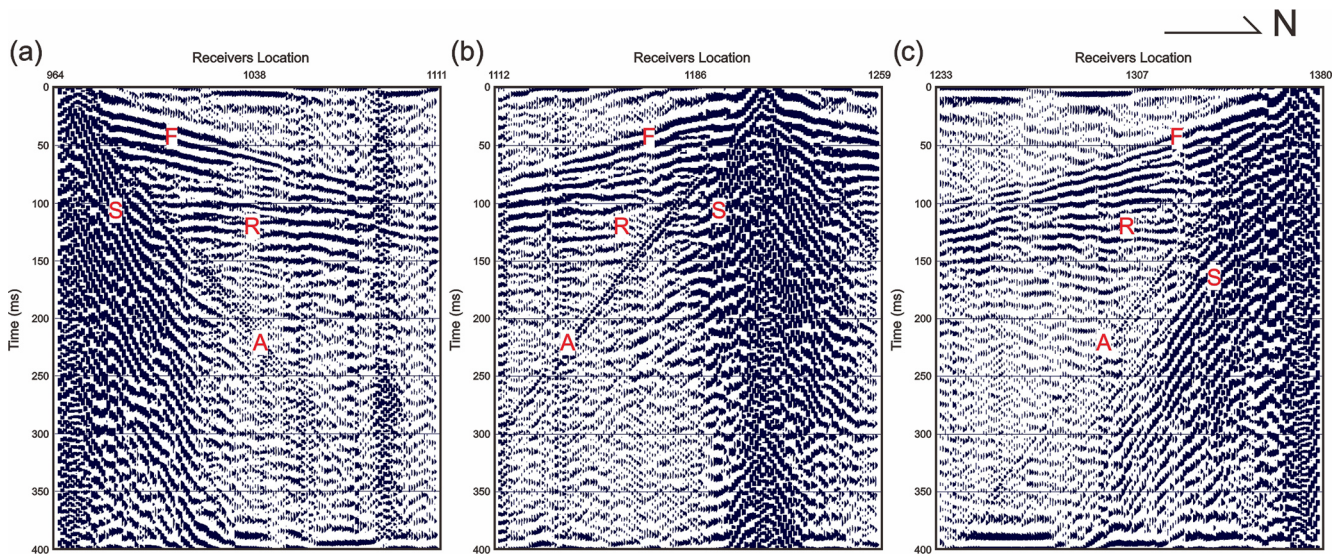 N
(a)
Receivers Location
964 1038 1111
0
50
100
150
200
250
300
350
400
Time (ms)
F
S
R
A
(b)
Receivers Location
1112 1186 1259
0
50
100
150
200
250
300
350
400
Time (ms)
F
R
S
A
(c)
Receivers Location
1233 1307 1380
0
50
100
150
200
250
300
350
400
Time (ms)
F
R
S
A